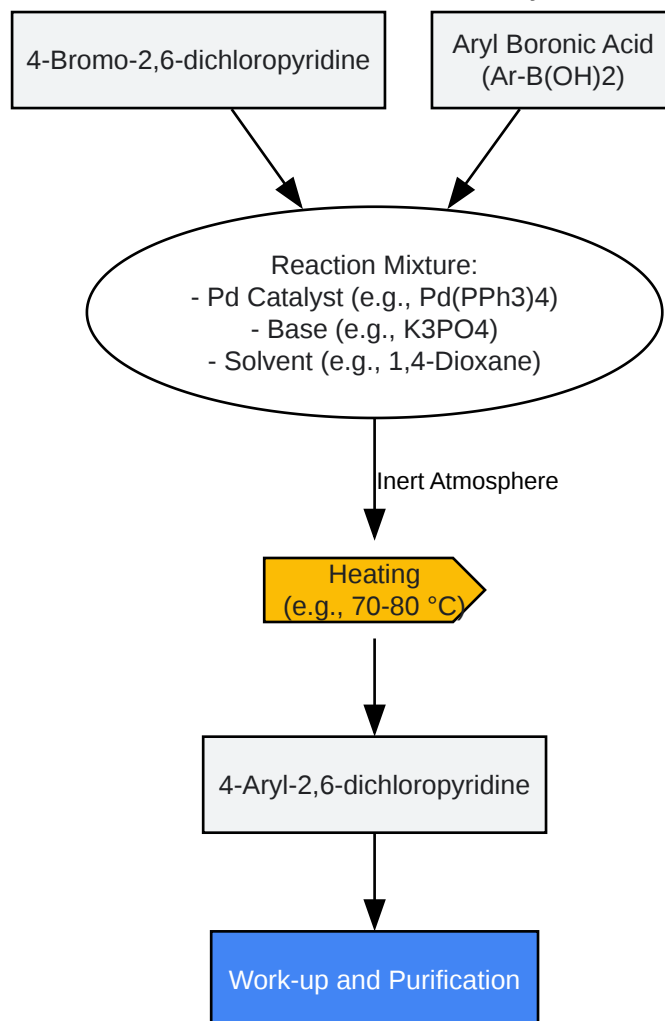 4-Bromo-2,6-dichloropyridine
Aryl Boronic Acid
(Ar-B(OH)2)
Reaction Mixture:
- Pd Catalyst (e.g., Pd(PPh3)4)
- Base (e.g., K3PO4)
- Solvent (e.g., 1,4-Dioxane)
Inert Atmosphere
Heating
(e.g., 70-80 °C)
4-Aryl-2,6-dichloropyridine
Work-up and Purification